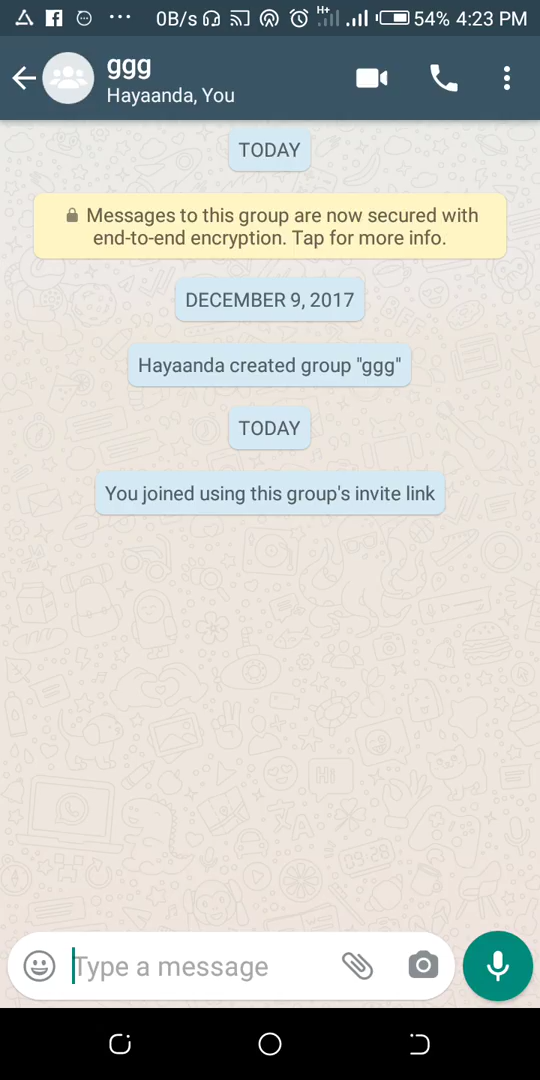 0B/s H+ 54% 4:23 PM
ggg
Hayaanda, You
TODAY
Messages to this group are now secured with
end-to-end encryption. Tap for more info.
DECEMBER 9, 2017
Hayaanda created group "ggg"
TODAY
You joined using this group's invite link
Type a message